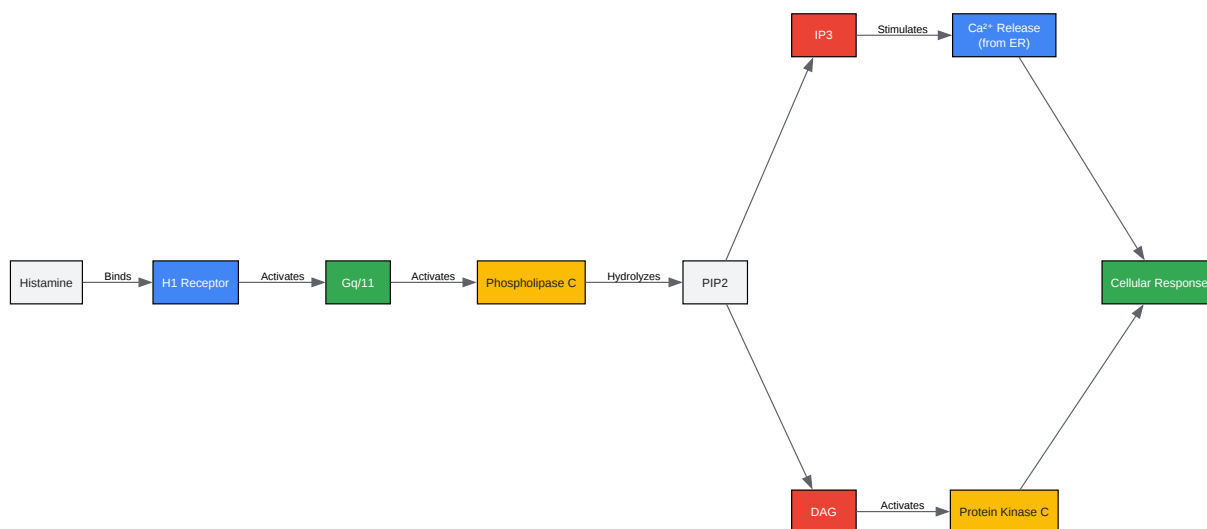 IP3
Stimulates
Ca²⁺ Release
(from ER)
Histamine
Binds
H1 Receptor
Activates
Gq/11
Activates
Phospholipase C
Hydrolyzes
PIP2
Cellular Response
DAG
Activates
Protein Kinase C